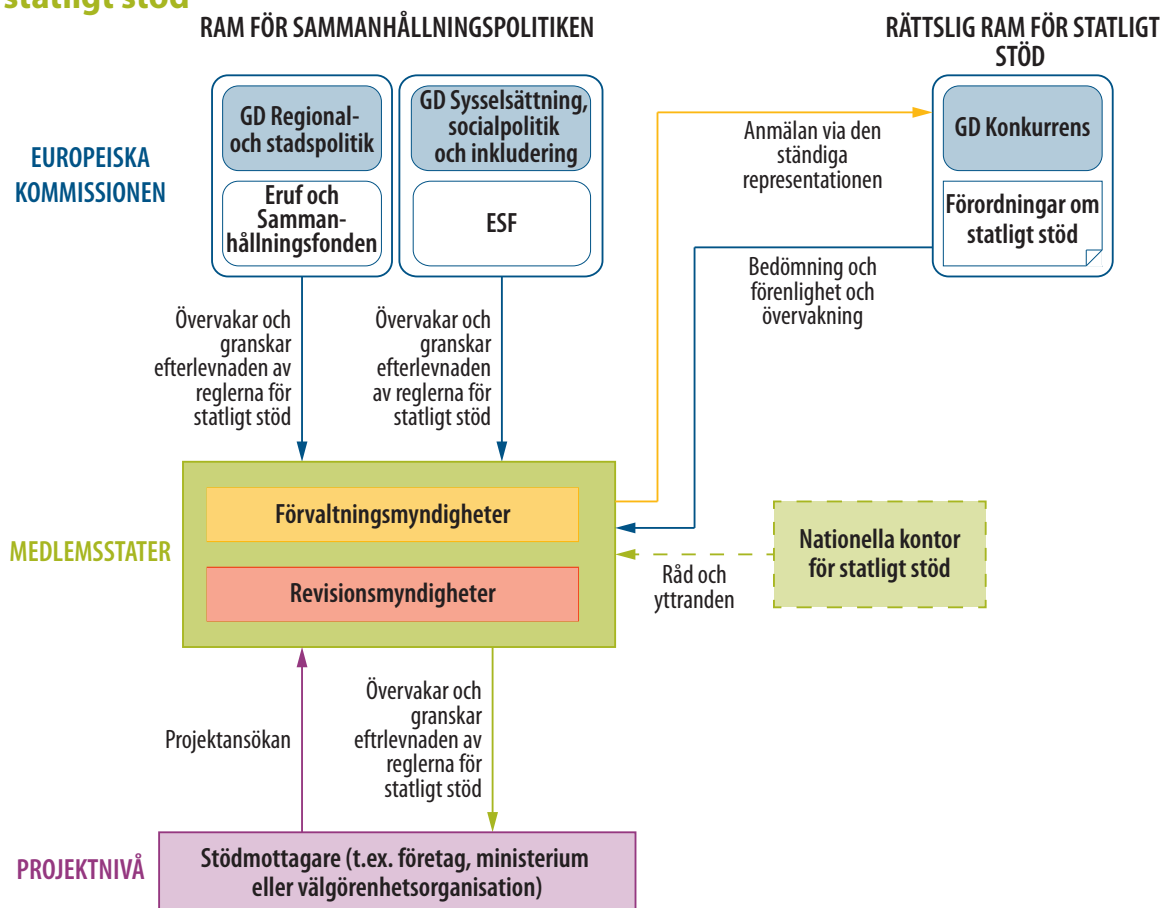 statligt stöd
RAM FÖR SAMMANHÅLLNINGSPOLITIKEN
RÄTTSLIG RAM FÖR STATLIGT
STÖD
EUROPEISKA
KOMMISSIONEN
GD Regional-
och stadspolitik
Eruf och
Samman-
hållningsfonden
GD Sysselsättning,
socialpolitik
och inkludering
ESF
Anmälan via den
ständiga
representationen
GD Konkurrens
Förordningar om
statligt stöd
Bedömning och
förenlighet och
övervakning
Övervakar och
granskar
efterlevnaden av
reglerna för
statligt stöd
Övervakar och
granskar
efterlevnaden
av reglerna för
statligt stöd
MEDLEMSSTATER
Förvaltningsmyndigheter
Revisionsmyndigheter
Råd och
yttranden
Nationella kontor
för statligt stöd
Projektansökan
Övervakar och
granskar
eftrlevnaden av
reglerna för
statligt stöd
PROJEKTNIVÅ
Stödmottagare (t.ex. företag, ministerium
eller välgörenhetsorganisation)